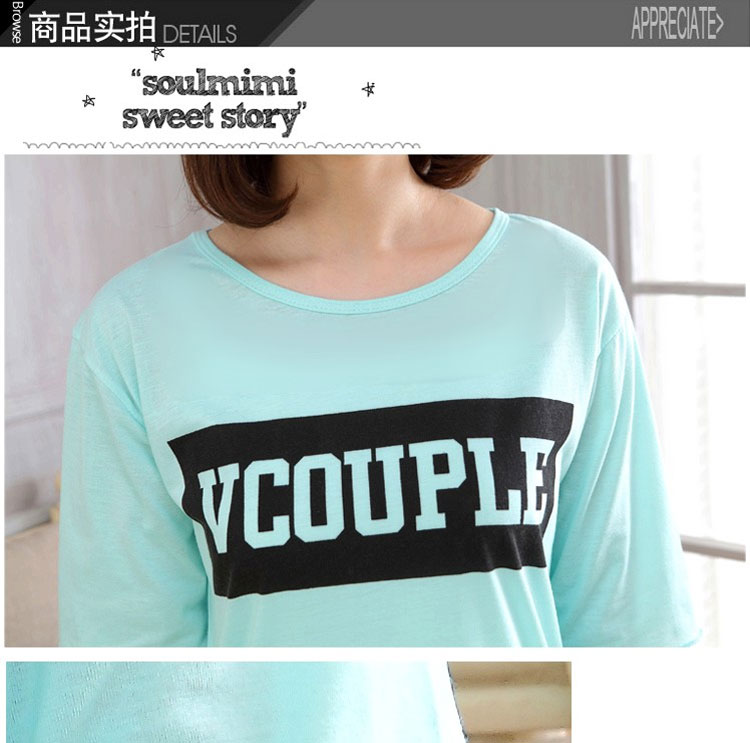 Browse
商品实拍 DETAILS
APPRECIATE>
"soulmimi
sweet story"
VCOUPLE